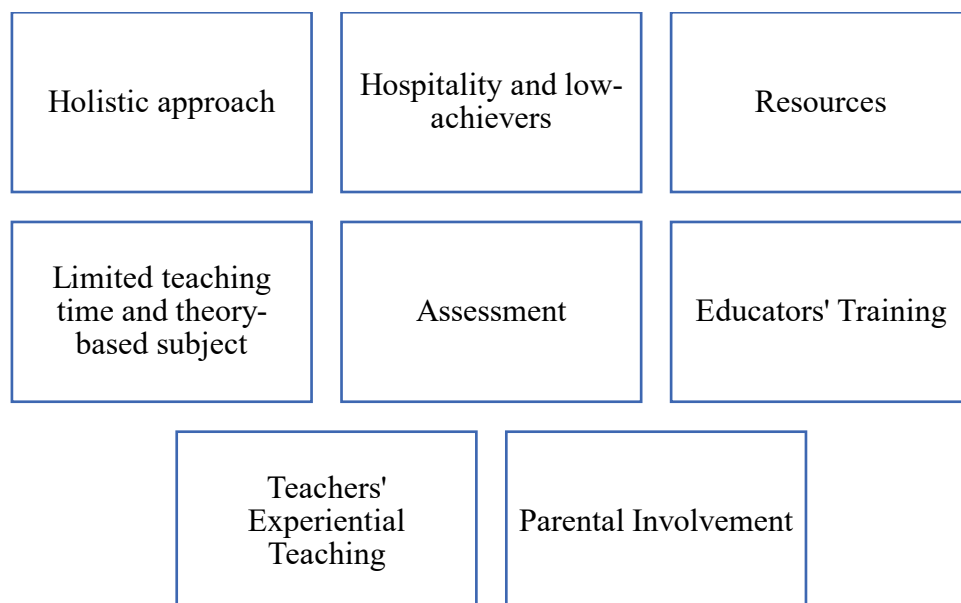 Holistic approach
Hospitality and low-
achievers
Resources
Limited teaching
time and theory-
based subject
Assessment
Educators' Training
Teachers'
Experiential
Teaching
Parental Involvement